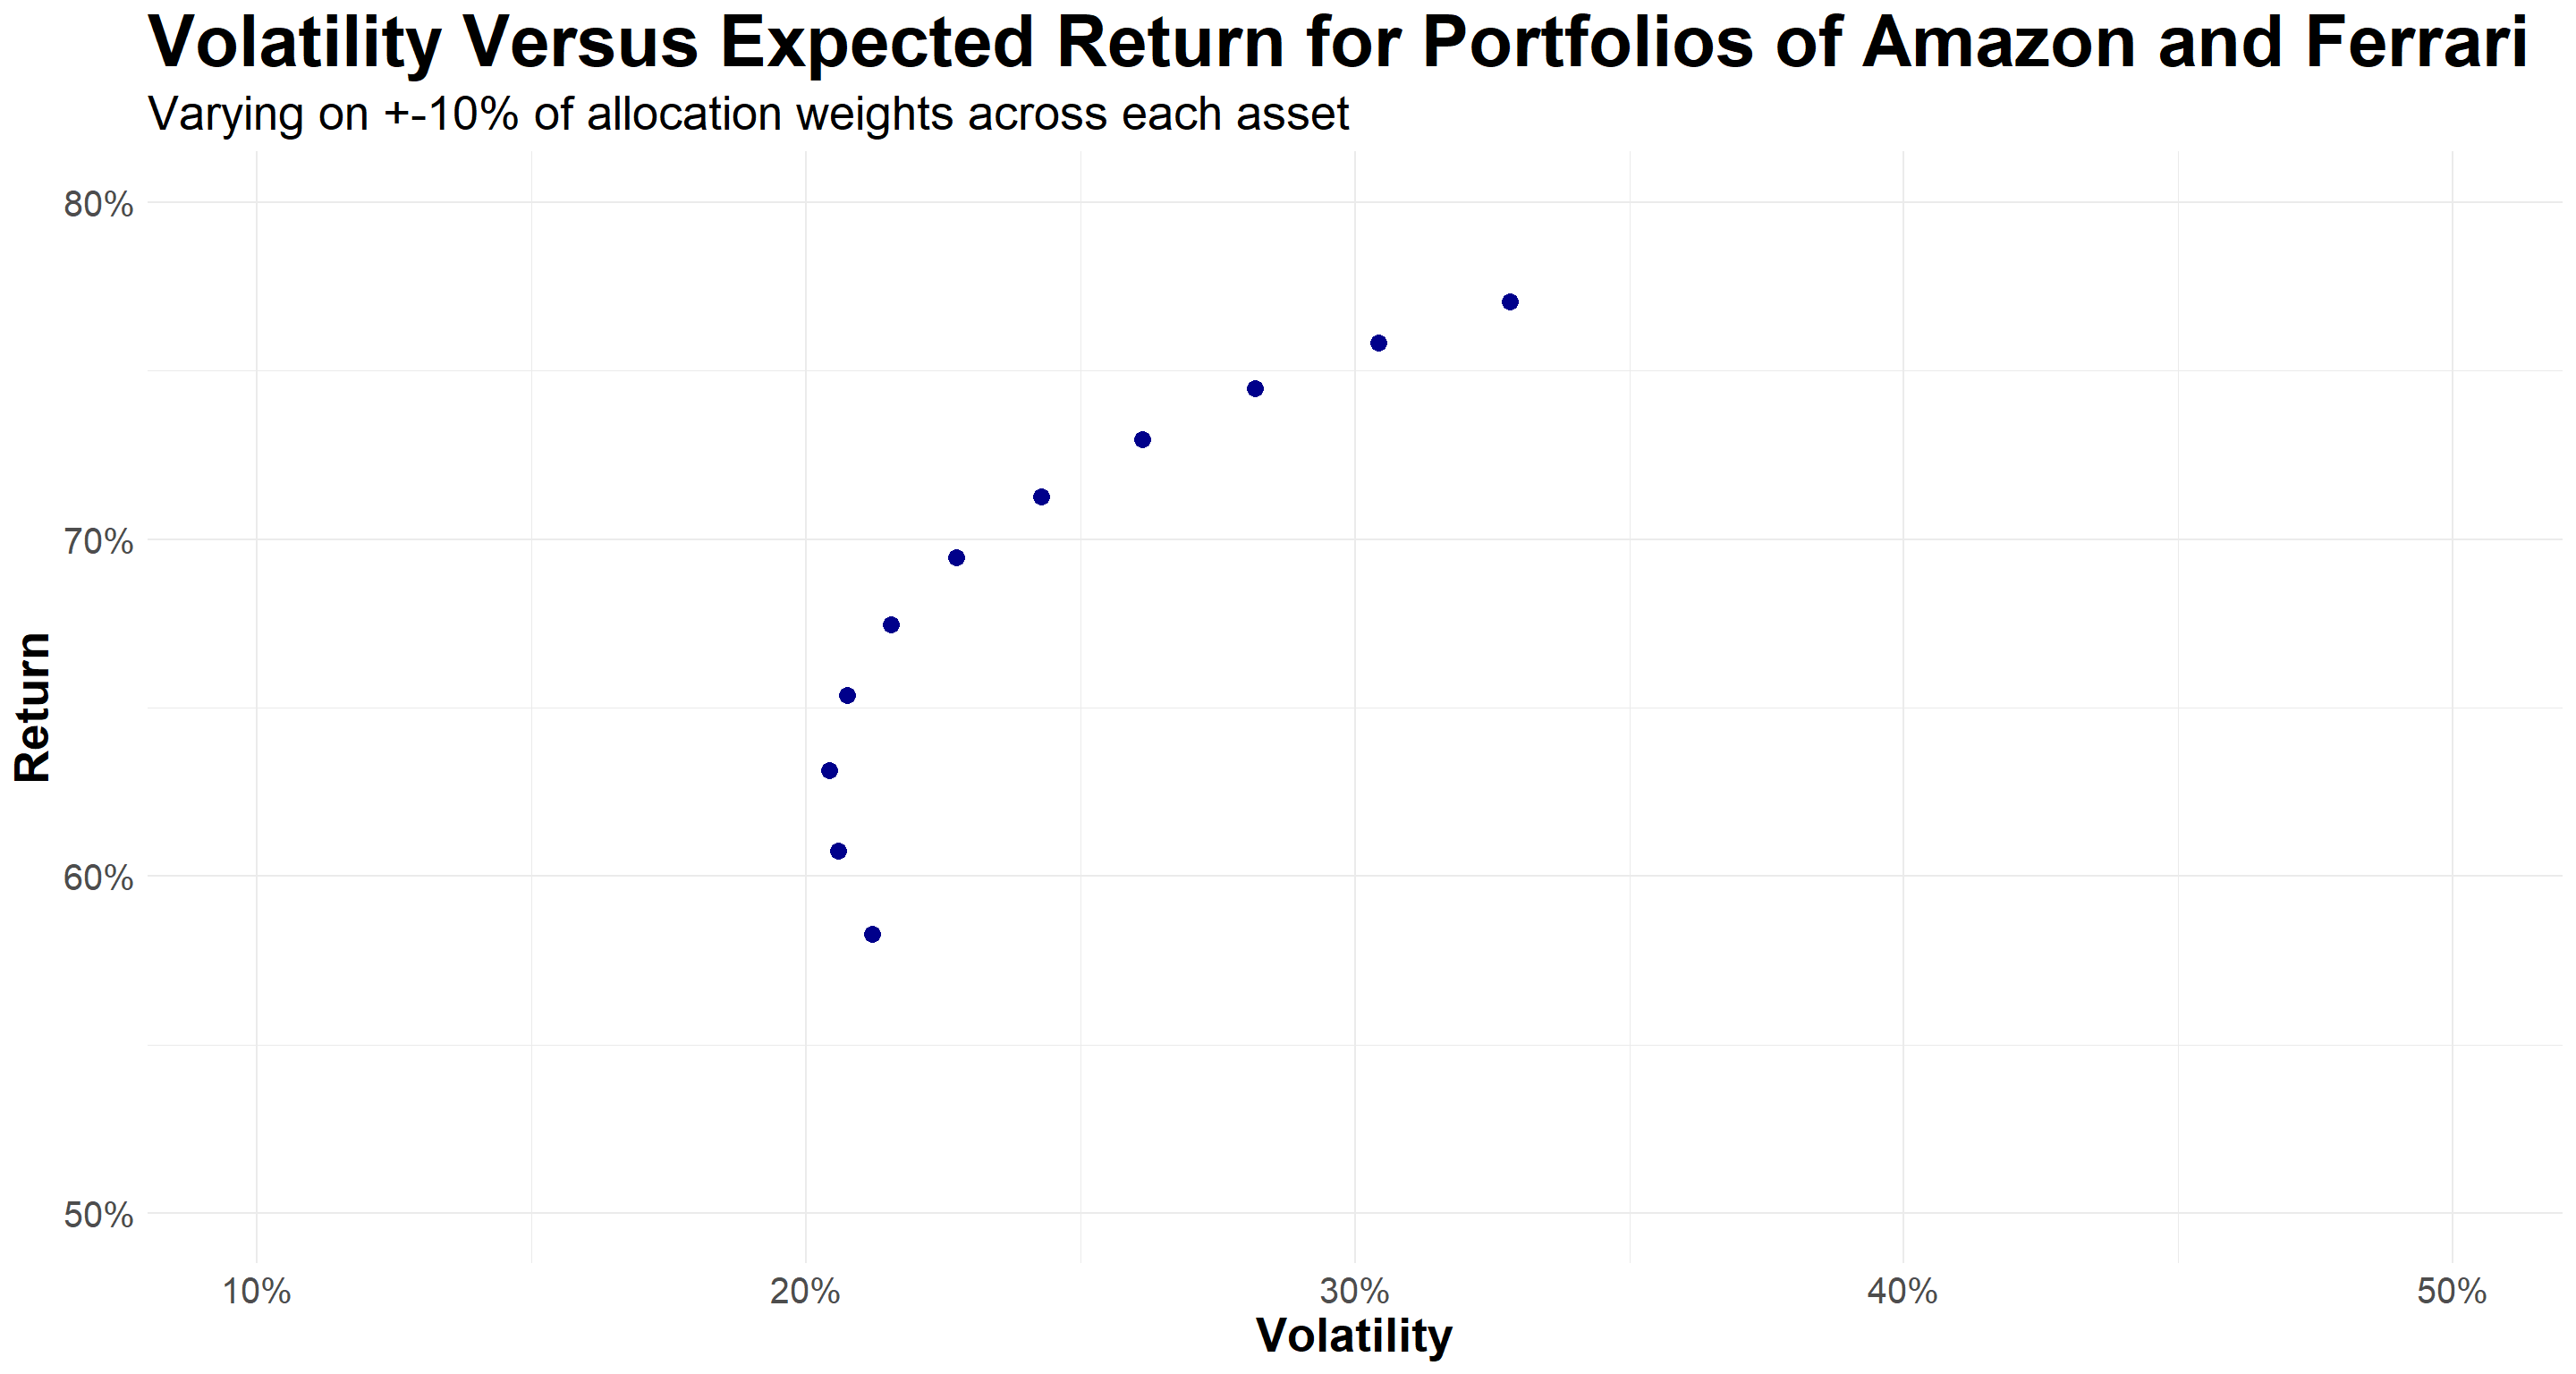 Volatility Versus Expected Return for Portfolios of Amazon and Ferrari
Varying on +-10% of allocation weights across each asset
80%
70%
60%
50%
Return
10%
20%
30%
40%
50%
Volatility